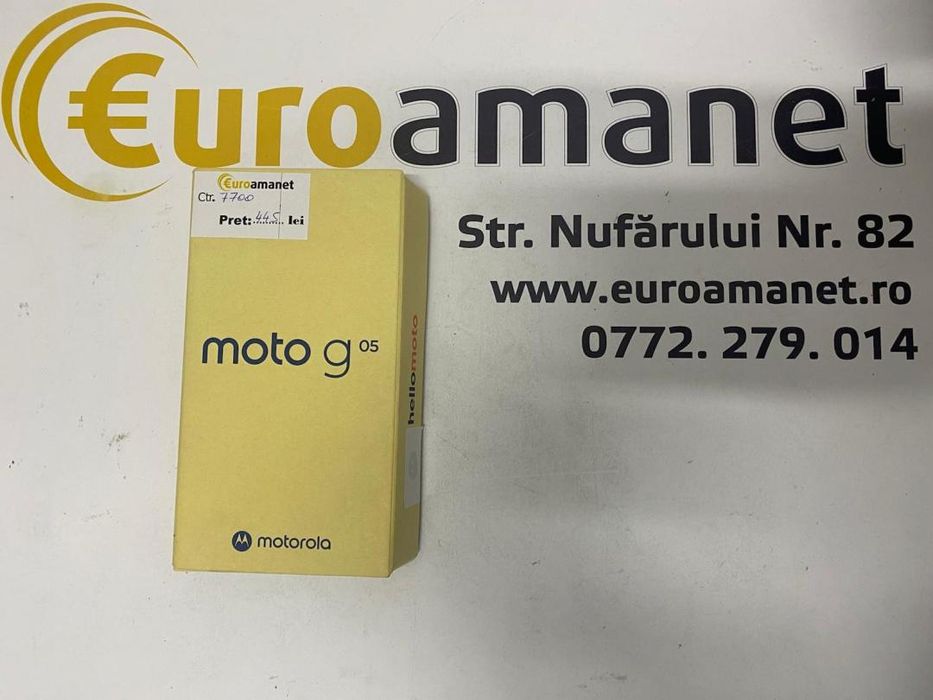 €uroamanet
Str. Nufărului Nr. 82
www.euroamanet.ro
0772. 279. 014
€uroamanet
Ctr. 7700
Pret: 445 lei
moto g 05
hellomoto
motorola